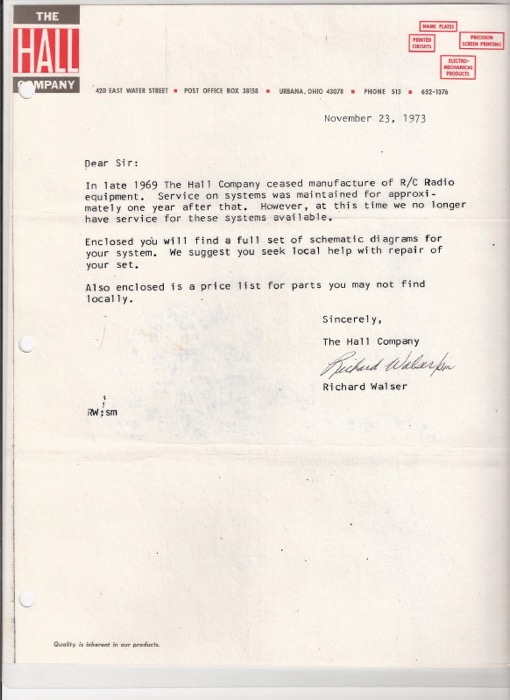 THE
HALL
COMPANY
NAME PLATES
PRINTED
CIRCUITS
PRECISION
SCREEN PRINTING
ELECTRO-
MECHANICAL
PRODUCTS
420 EAST WATER STREET ■ POST OFFICE BOX 38158 ■ URBANA, OHIO 43078 ■ PHONE 513 ■ 652-1376
November 23, 1973
Dear Sir:
In late 1969 The Hall Company ceased manufacture of R/C Radio
equipment. Service on systems was maintained for approxi-
mately one year after that. However, at this time we no longer
have service for these systems available.
Enclosed you will find a full set of schematic diagrams for
your system. We suggest you seek local help with repair of
your set.
Also enclosed is a price list for parts you may not find
locally.
Sincerely,
The Hall Company
Richard Walser/sm
Richard Walser
RW:sm
Quality is inherent in our products.